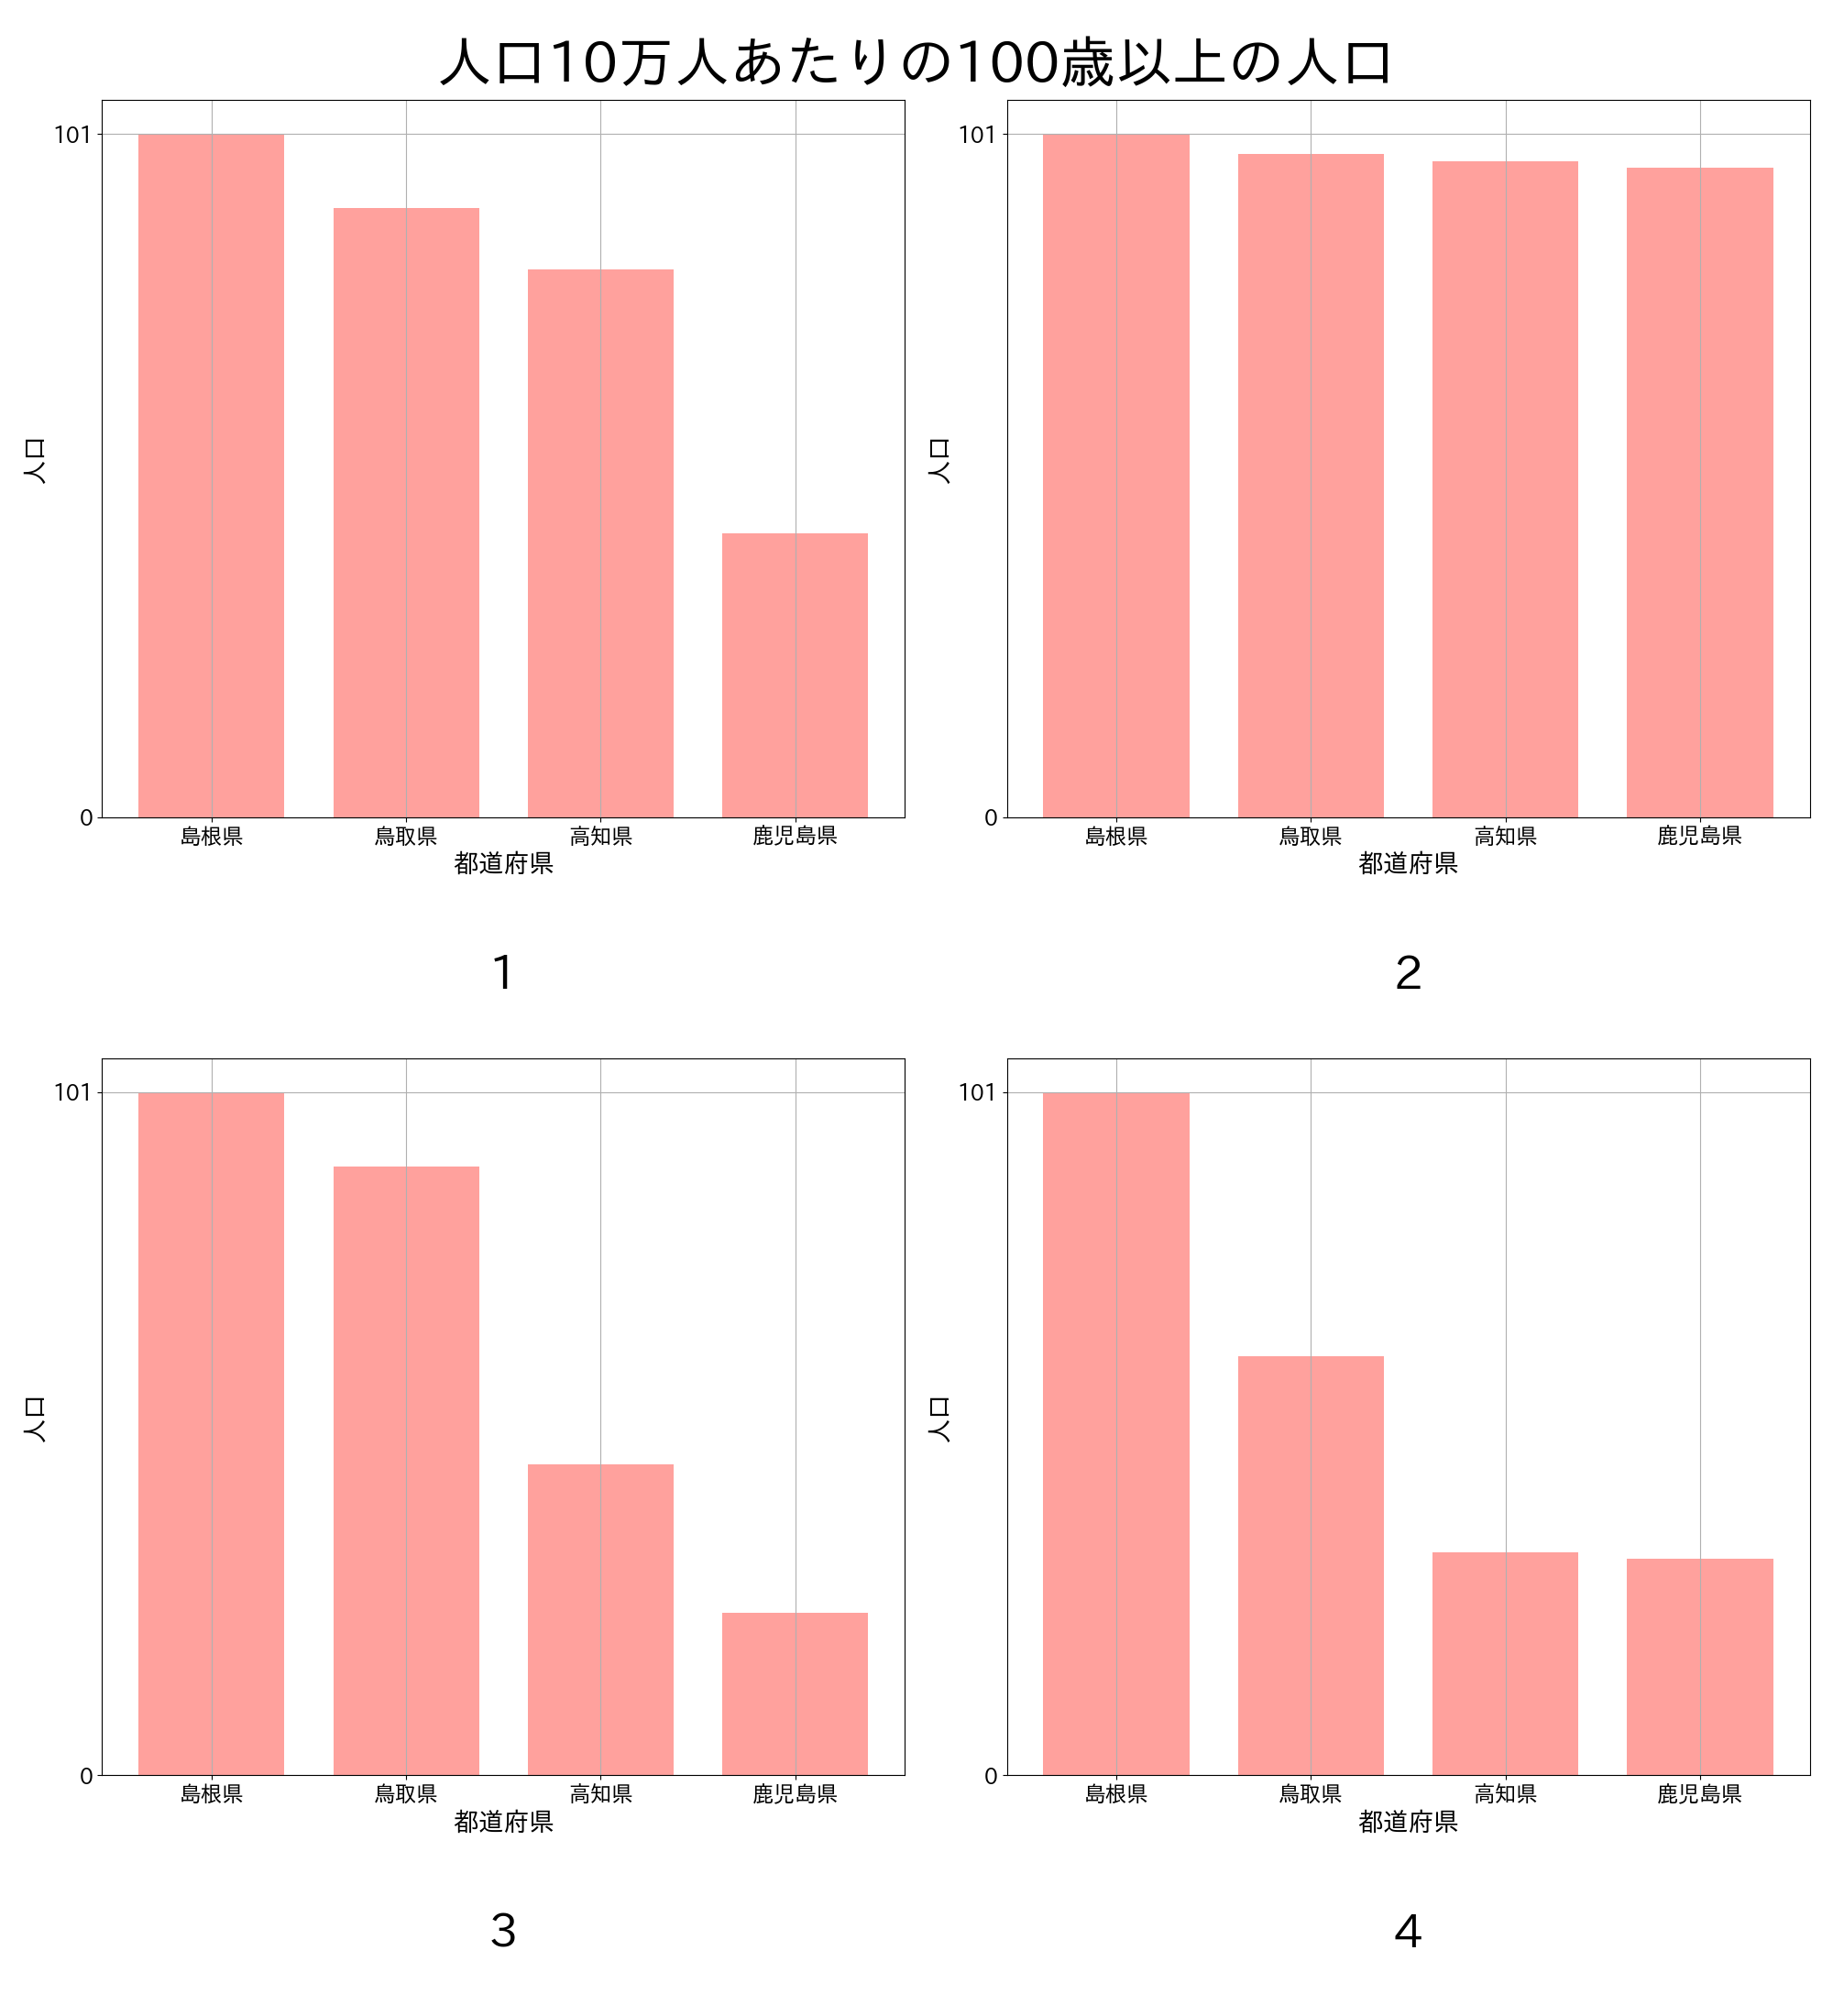 人口10万人あたりの100歳以上の人口
101
0
人口
島根県 鳥取県 高知県 鹿児島県
都道府県
1
101
0
人口
島根県 鳥取県 高知県 鹿児島県
都道府県
2
101
0
人口
島根県 鳥取県 高知県 鹿児島県
都道府県
3
101
0
人口
島根県 鳥取県 高知県 鹿児島県
都道府県
4